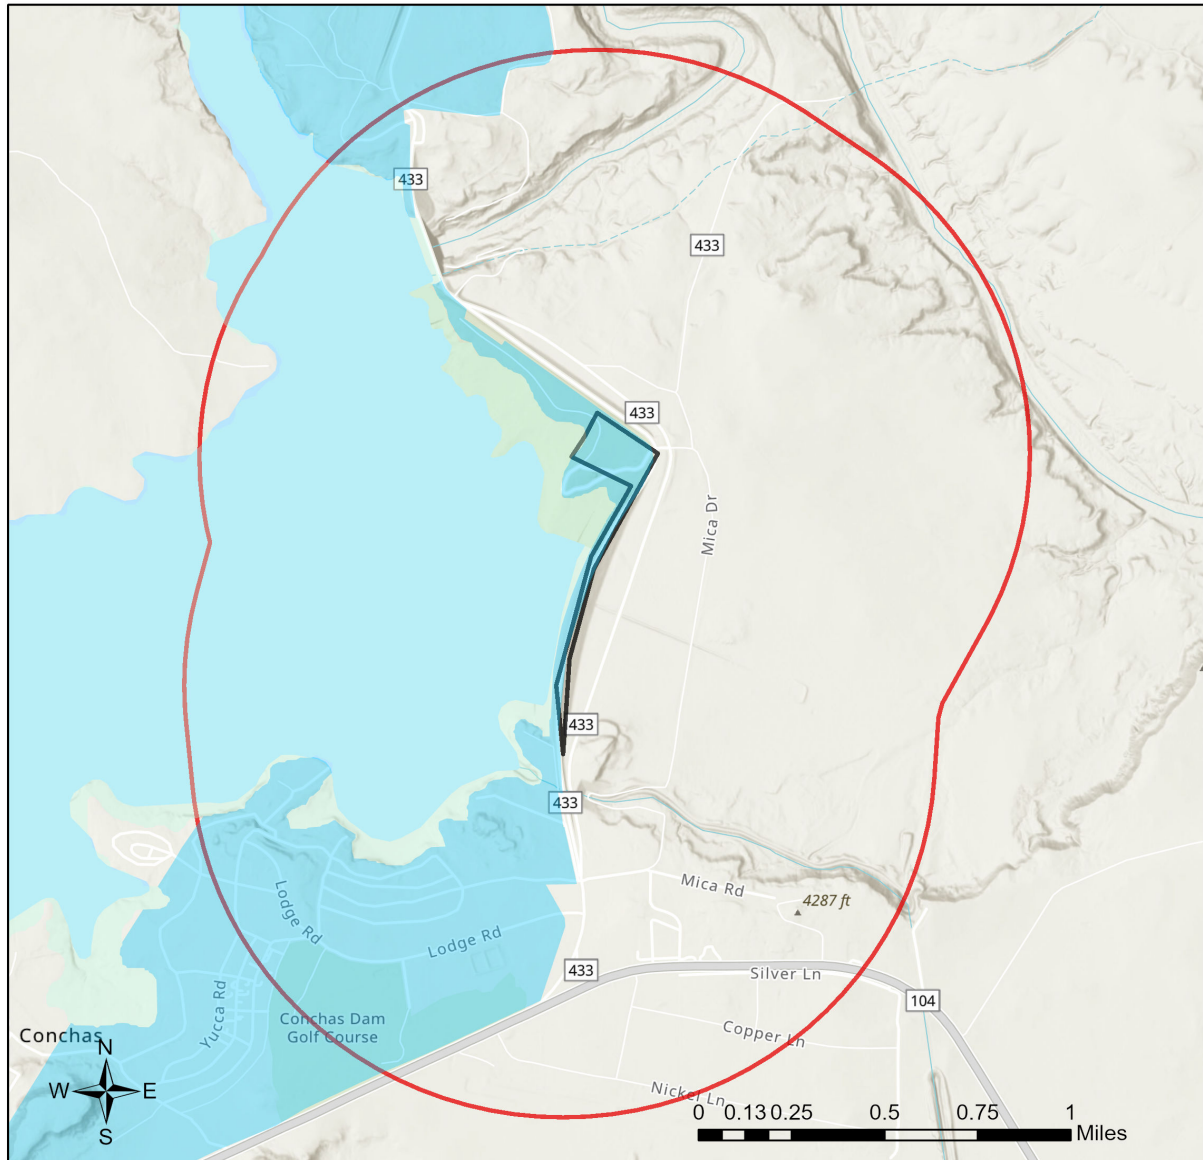 433
433
433
Mica Dr
433
433
Mica Rd
4287 ft
Lodge Rd
Lodge Rd
433
Silver Ln
104
Yucca Rd
Conchas Dam
Golf Course
Copper Ln
Conchas
N
W
E
S
Nickel Ln
0 0.13 0.25 0.5 0.75 1
Miles